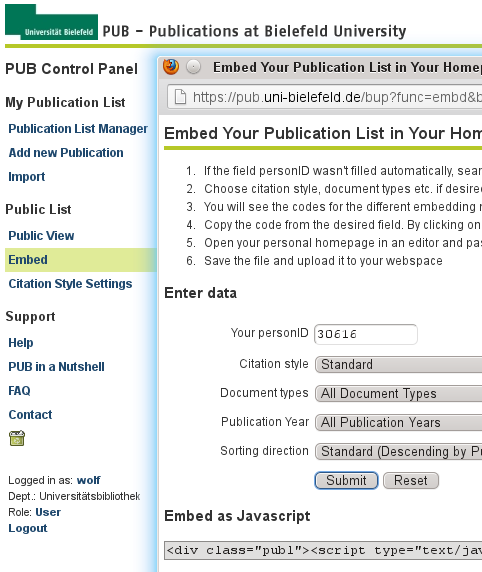 Universität Bielefeld
PUB – Publications at Bielefeld University
PUB Control Panel
My Publication List
Publication List Manager
Add new Publication
Import
Public List
Public View
Embed
Citation Style Settings
Support
Help
PUB in a Nutshell
FAQ
Contact
Logged in as: wolf
Dept.: Universitätsbibliothek
Role: User
Logout
Embed Your Publication List in Your Homep
https://pub.uni-bielefeld.de/bup?func=embd&b
Embed Your Publication List in Your Hom
1. If the field personID wasn't filled automatically, sear
2. Choose citation style, document types etc. if desire
3. You will see the codes for the different embedding
4. Copy the code from the desired field. By clicking on
5. Open your personal homepage in an editor and pas
6. Save the file and upload it to your webspace
Enter data
Your personID 30616
Citation style Standard
Document types All Document Types
Publication Year All Publication Years
Sorting direction Standard (Descending by Pu
Submit Reset
Embed as Javascript
<div class="publ"><script type="text/jav